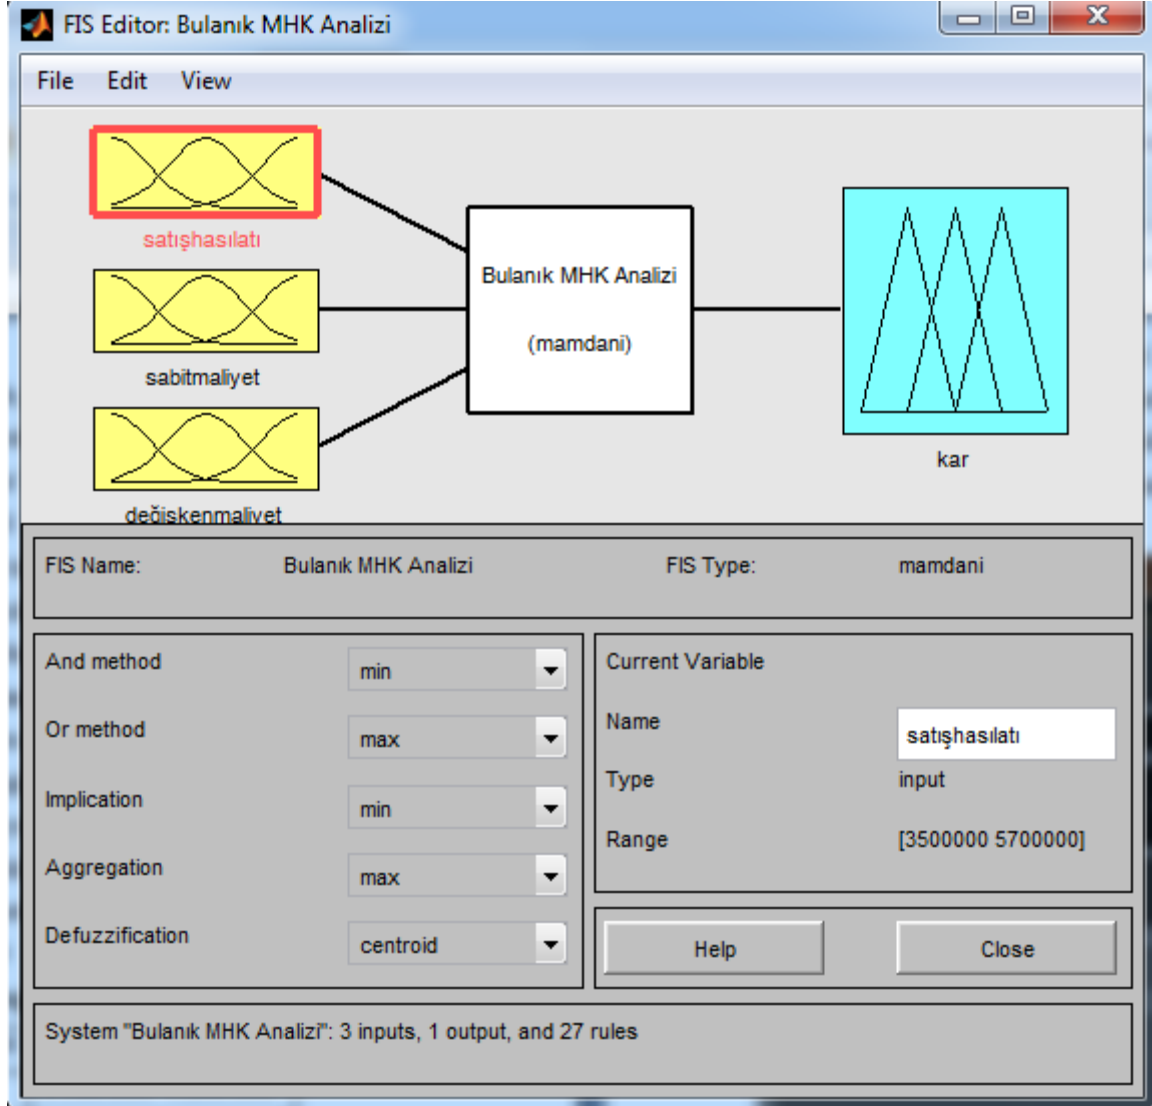 FIS Editor: Bulanık MHK Analizi
File Edit View
satışhasılatı
sabitmaliyet
değişkenmaliyet
Bulanık MHK Analizi
(mamdani)
kar
FIS Name: Bulanık MHK Analizi FIS Type: mamdani
And method min
Or method max
Implication min
Aggregation max
Defuzzification centroid
Current Variable
Name satışhasılatı
Type input
Range [3500000 5700000]
Help Close
System "Bulanık MHK Analizi": 3 inputs, 1 output, and 27 rules